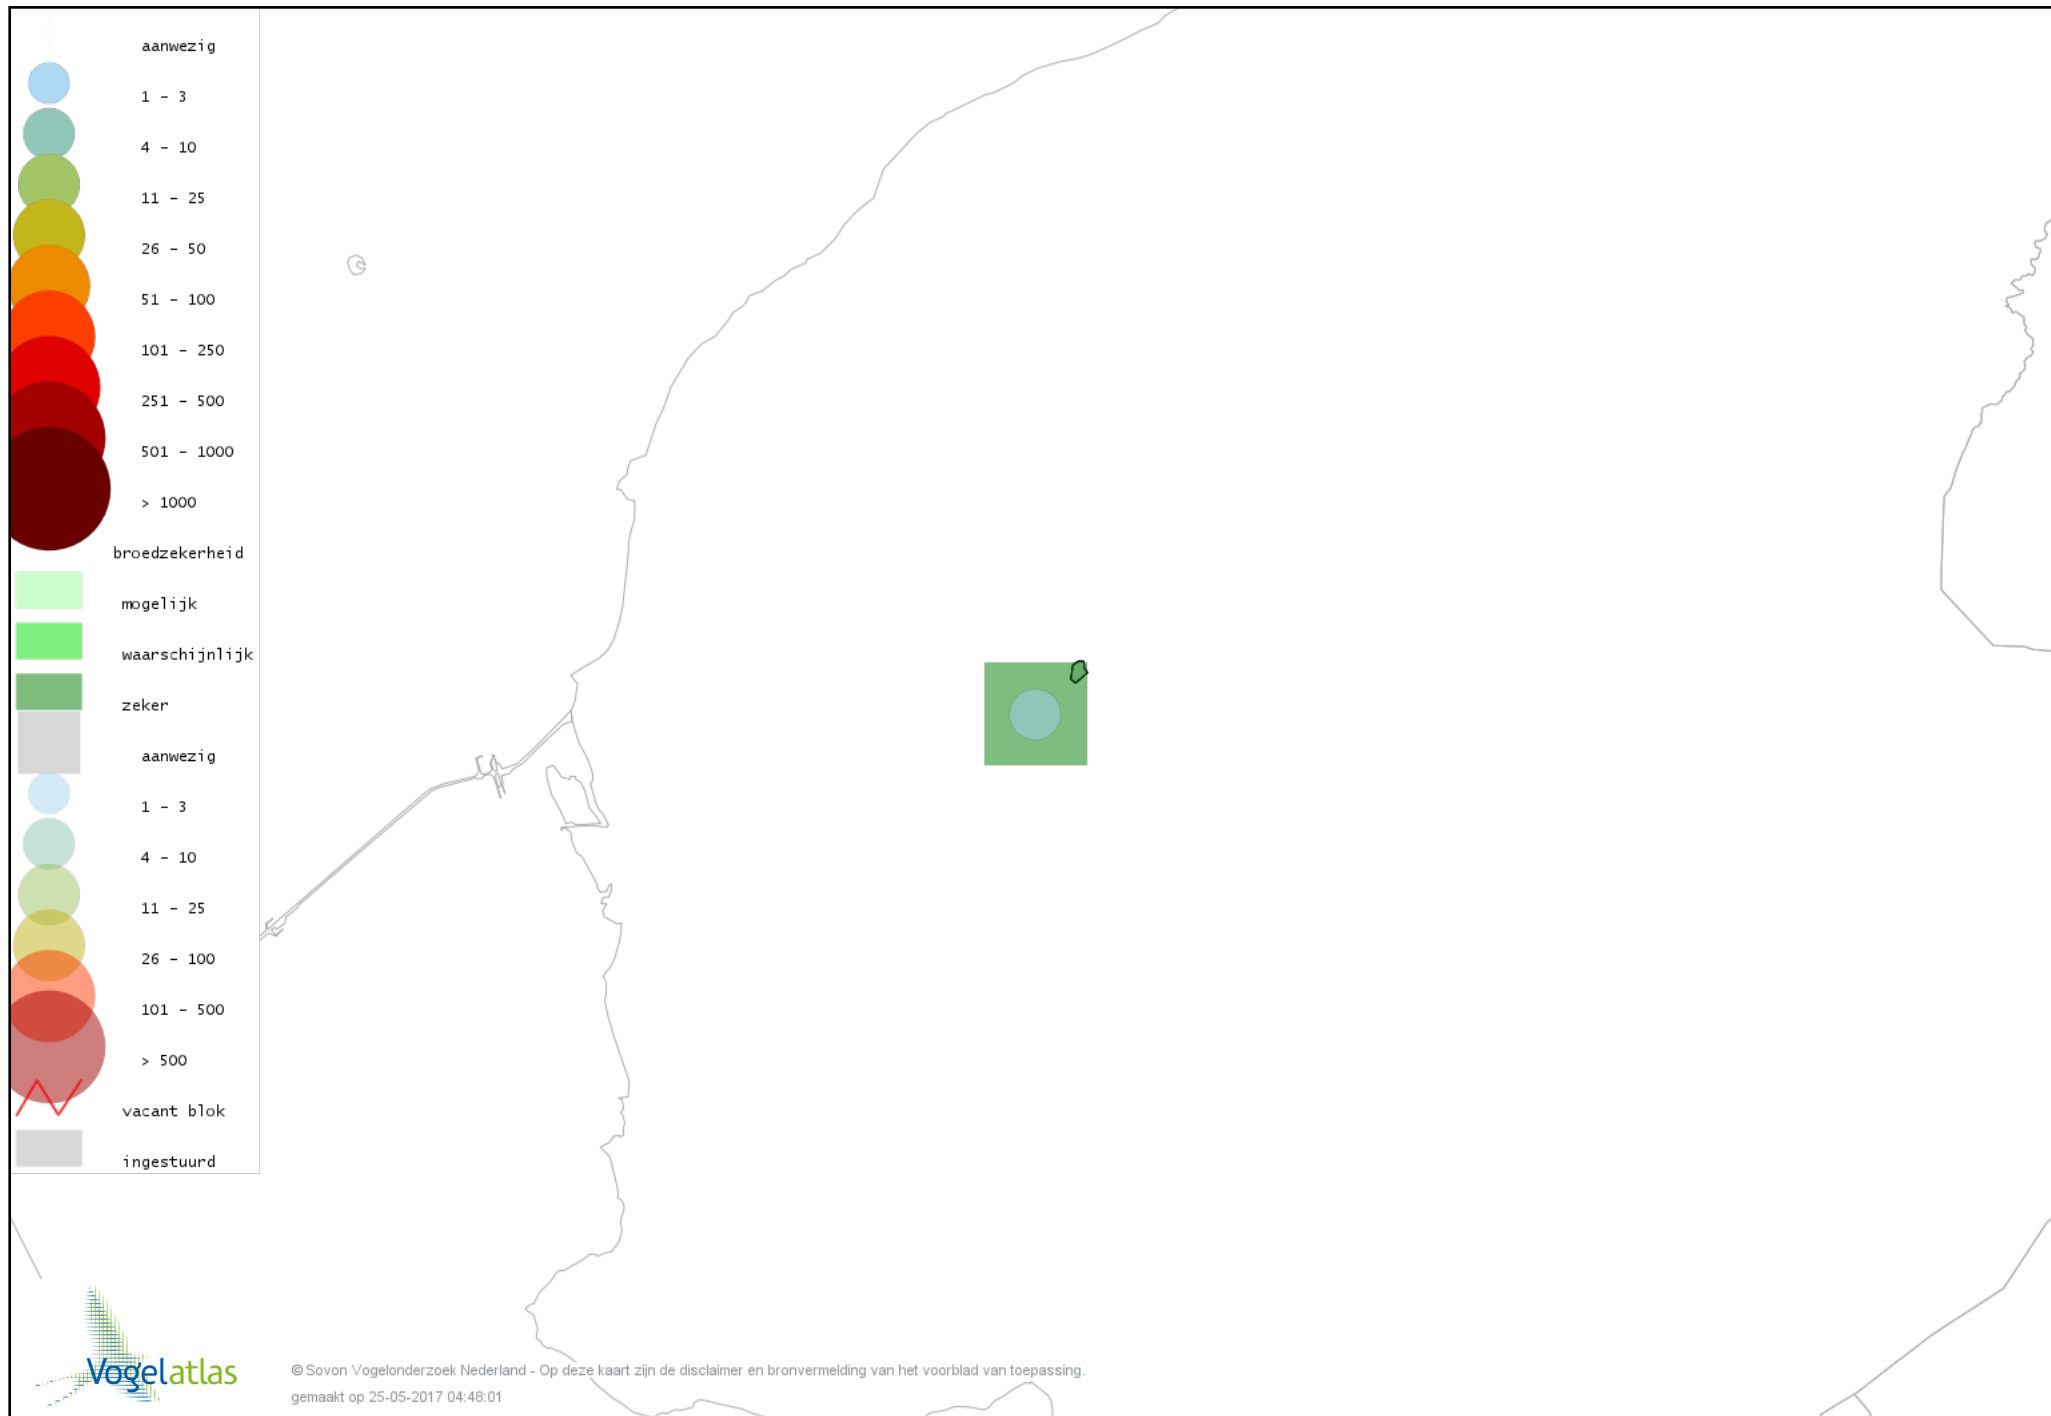 aanwezig
1 - 3
4 - 10
11 - 25
26 - 50
51 - 100
101 - 250
251 - 500
501 - 1000
> 1000
broedzekerheid
mogelijk
waarschijnlijk
zeker
aanwezig
1 - 3
4 - 10
11 - 25
26 - 100
101 - 500
> 500
vacant blok
ingestuurd
Vogelatlas
© Sovon Vogelonderzoek Nederland - Op deze kaart zijn de disclaimer en bronvermelding van het voorblad van toepassing.
gemaakt op 25-05-2017 04:48:01